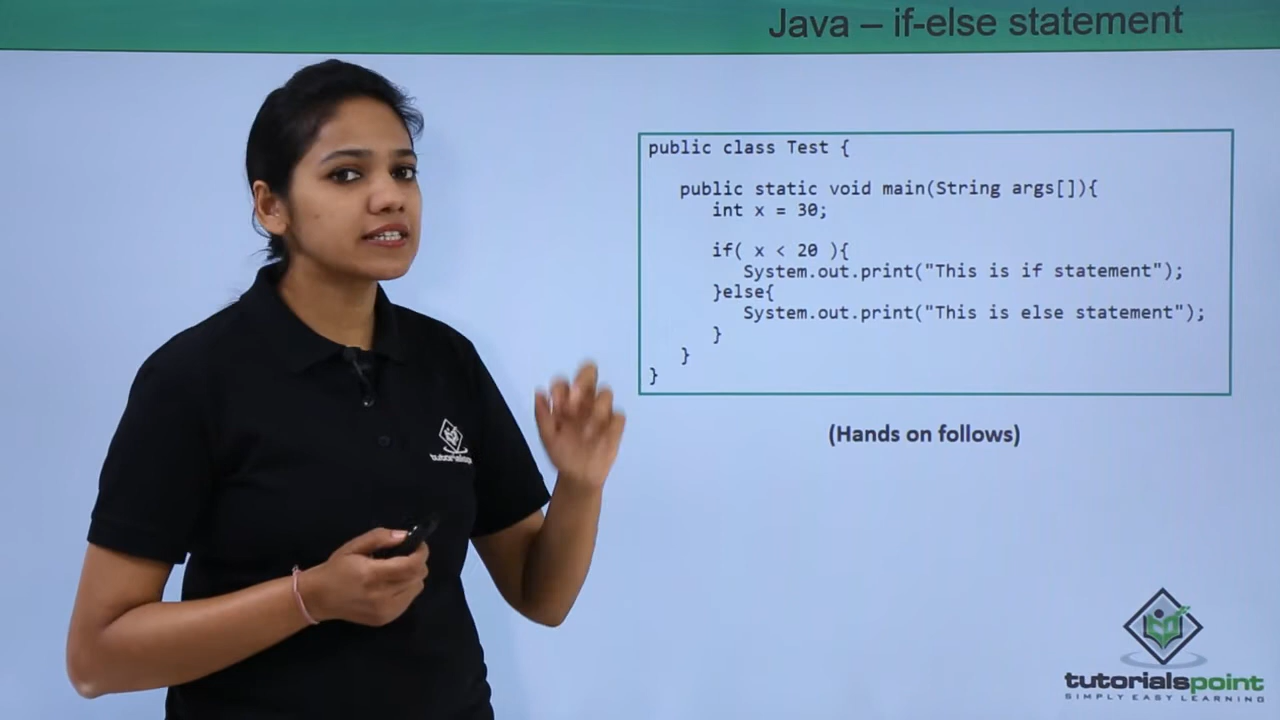 Java – if-else statement
public class Test {
public static void main(String args[]){
int x = 30;
if( x < 20 ){
System.out.print("This is if statement");
}else{
System.out.print("This is else statement");
}
}
}
(Hands on follows)
tutorialspoint
SIMPLY EASY LEARNING